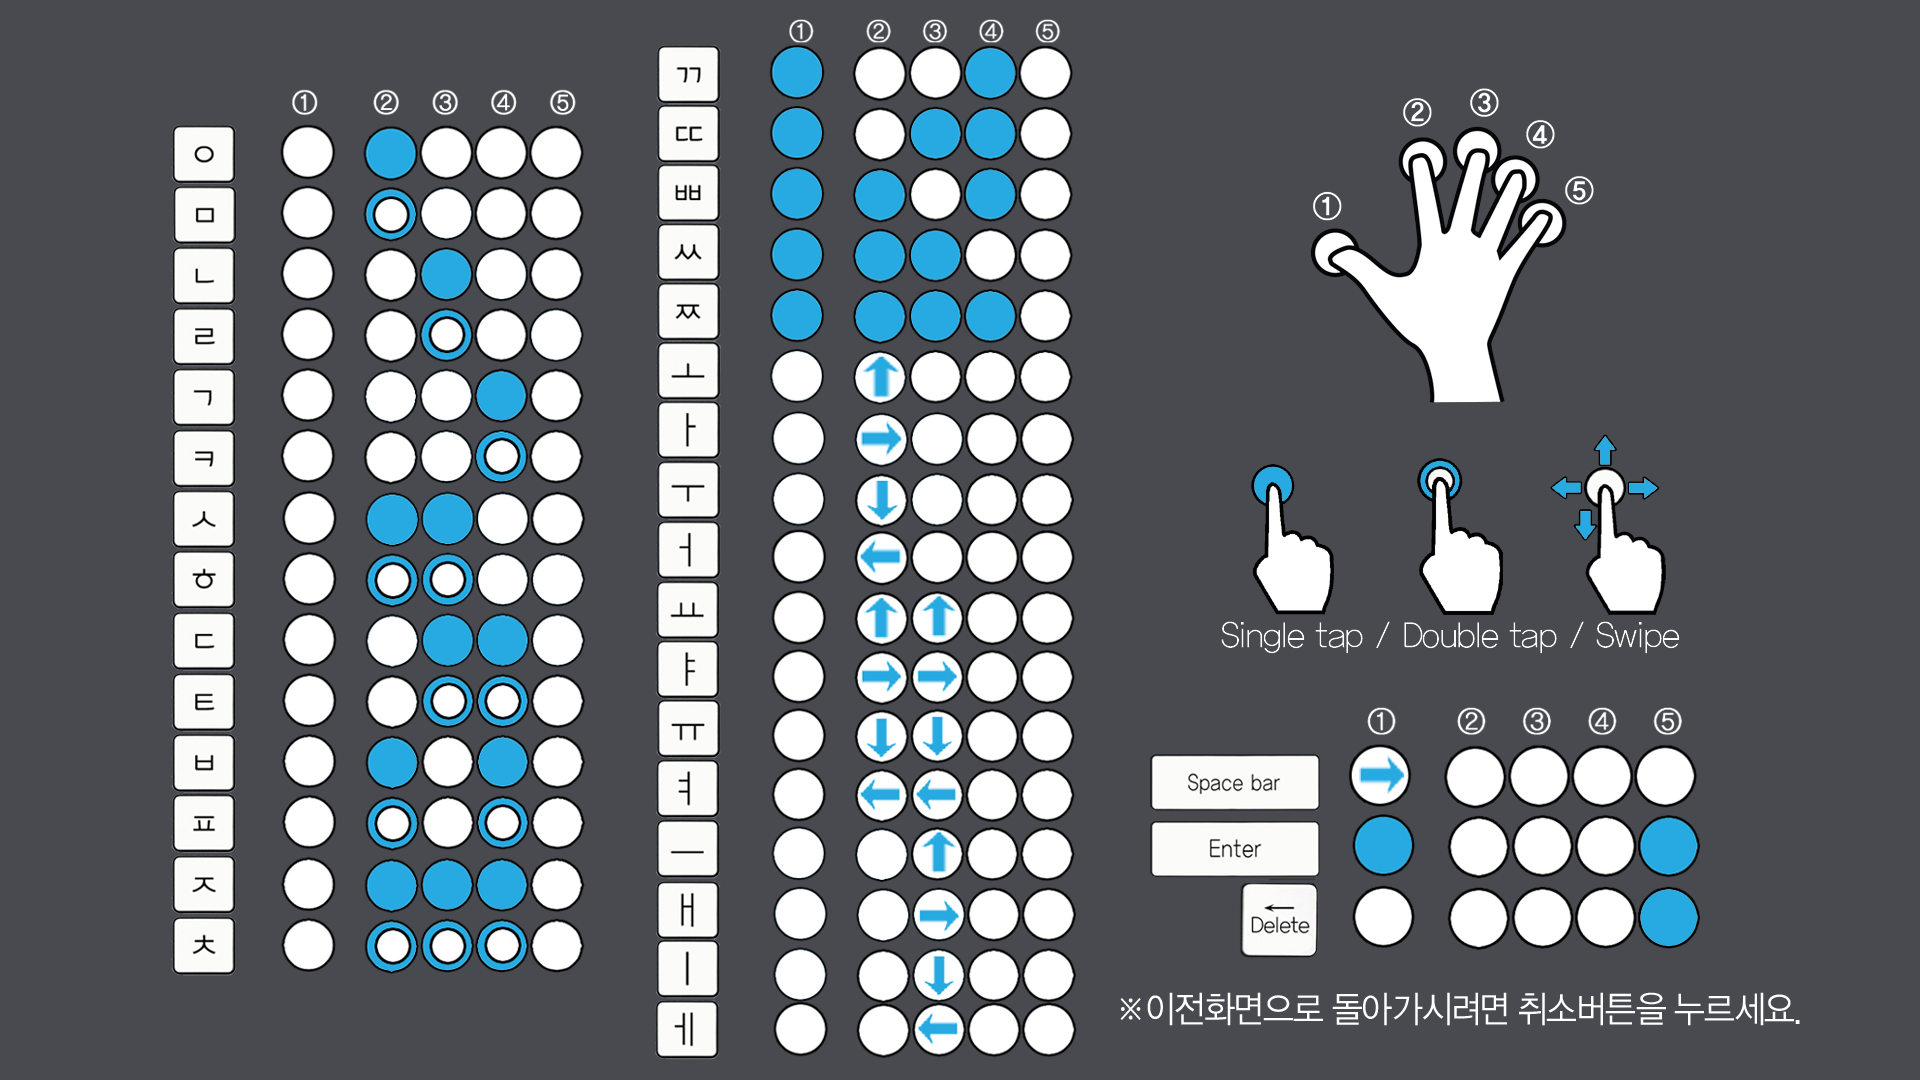 ① ② ③ ④ ⑤
ㅇ
ㅁ
ㄴ
ㄹ
ㄱ
ㅋ
ㅅ
ㅎ
ㄷ
ㅌ
ㅂ
ㅍ
ㅈ
ㅊ
① ② ③ ④ ⑤
ㄲ
ㄸ
ㅃ
ㅆ
ㅉ
ㅗ
ㅏ
ㅜ
ㅓ
ㅛ
ㅑ
ㅠ
ㅕ
ㅡ
ㅐ
ㅣ
ㅔ
① ② ③ ④ ⑤
Single tap / Double tap / Swipe
① ② ③ ④ ⑤
Space bar
Enter
Delete
※이전화면으로 돌아가시려면 취소버튼을 누르세요.